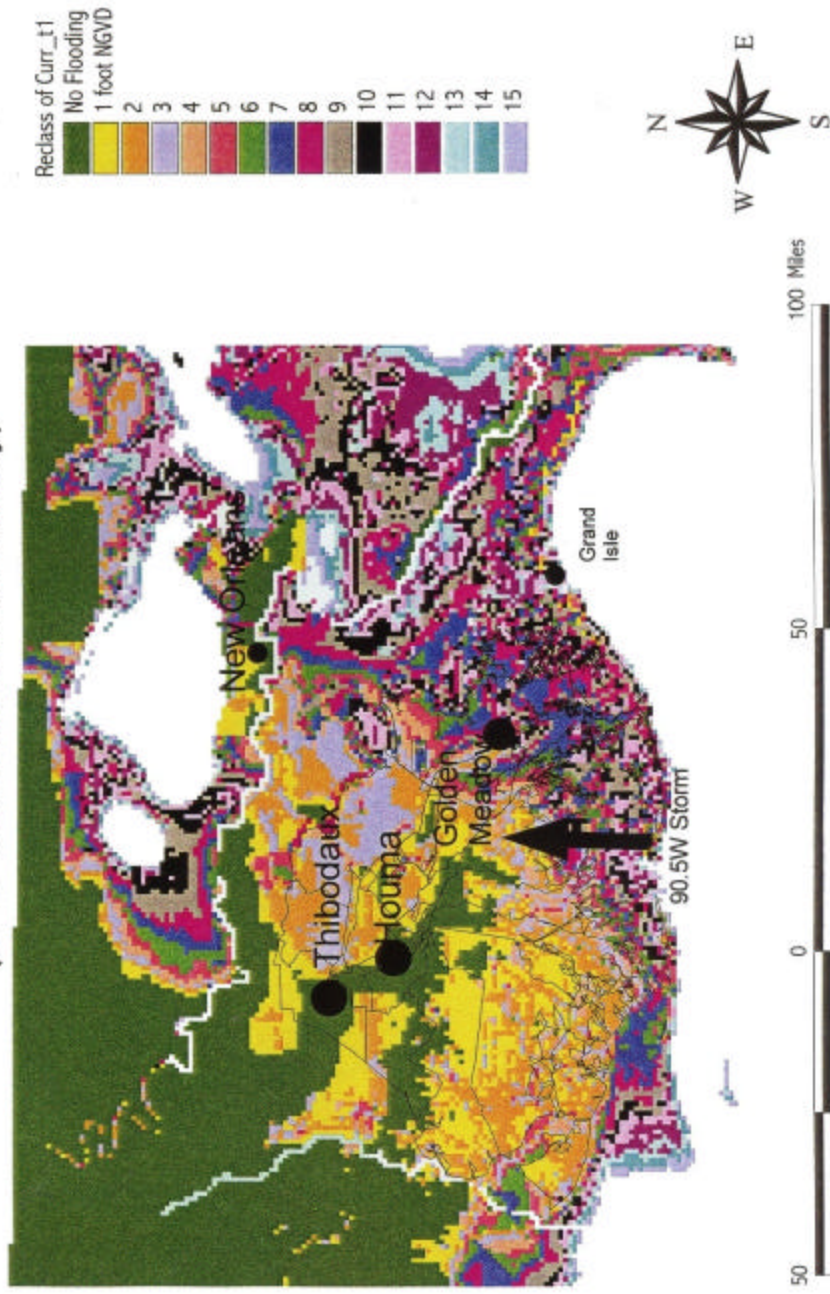 Reclass of Curr_t1
No Flooding
1 foot NGVD
2
3
4
5
6
7
8
9
10
11
12
13
14
15
New Orleans
Thibodaux
Houma
Golden
Meadow
Grand
Isle
90.5W Storm
N
W
E
S
50
0
50
100 Miles